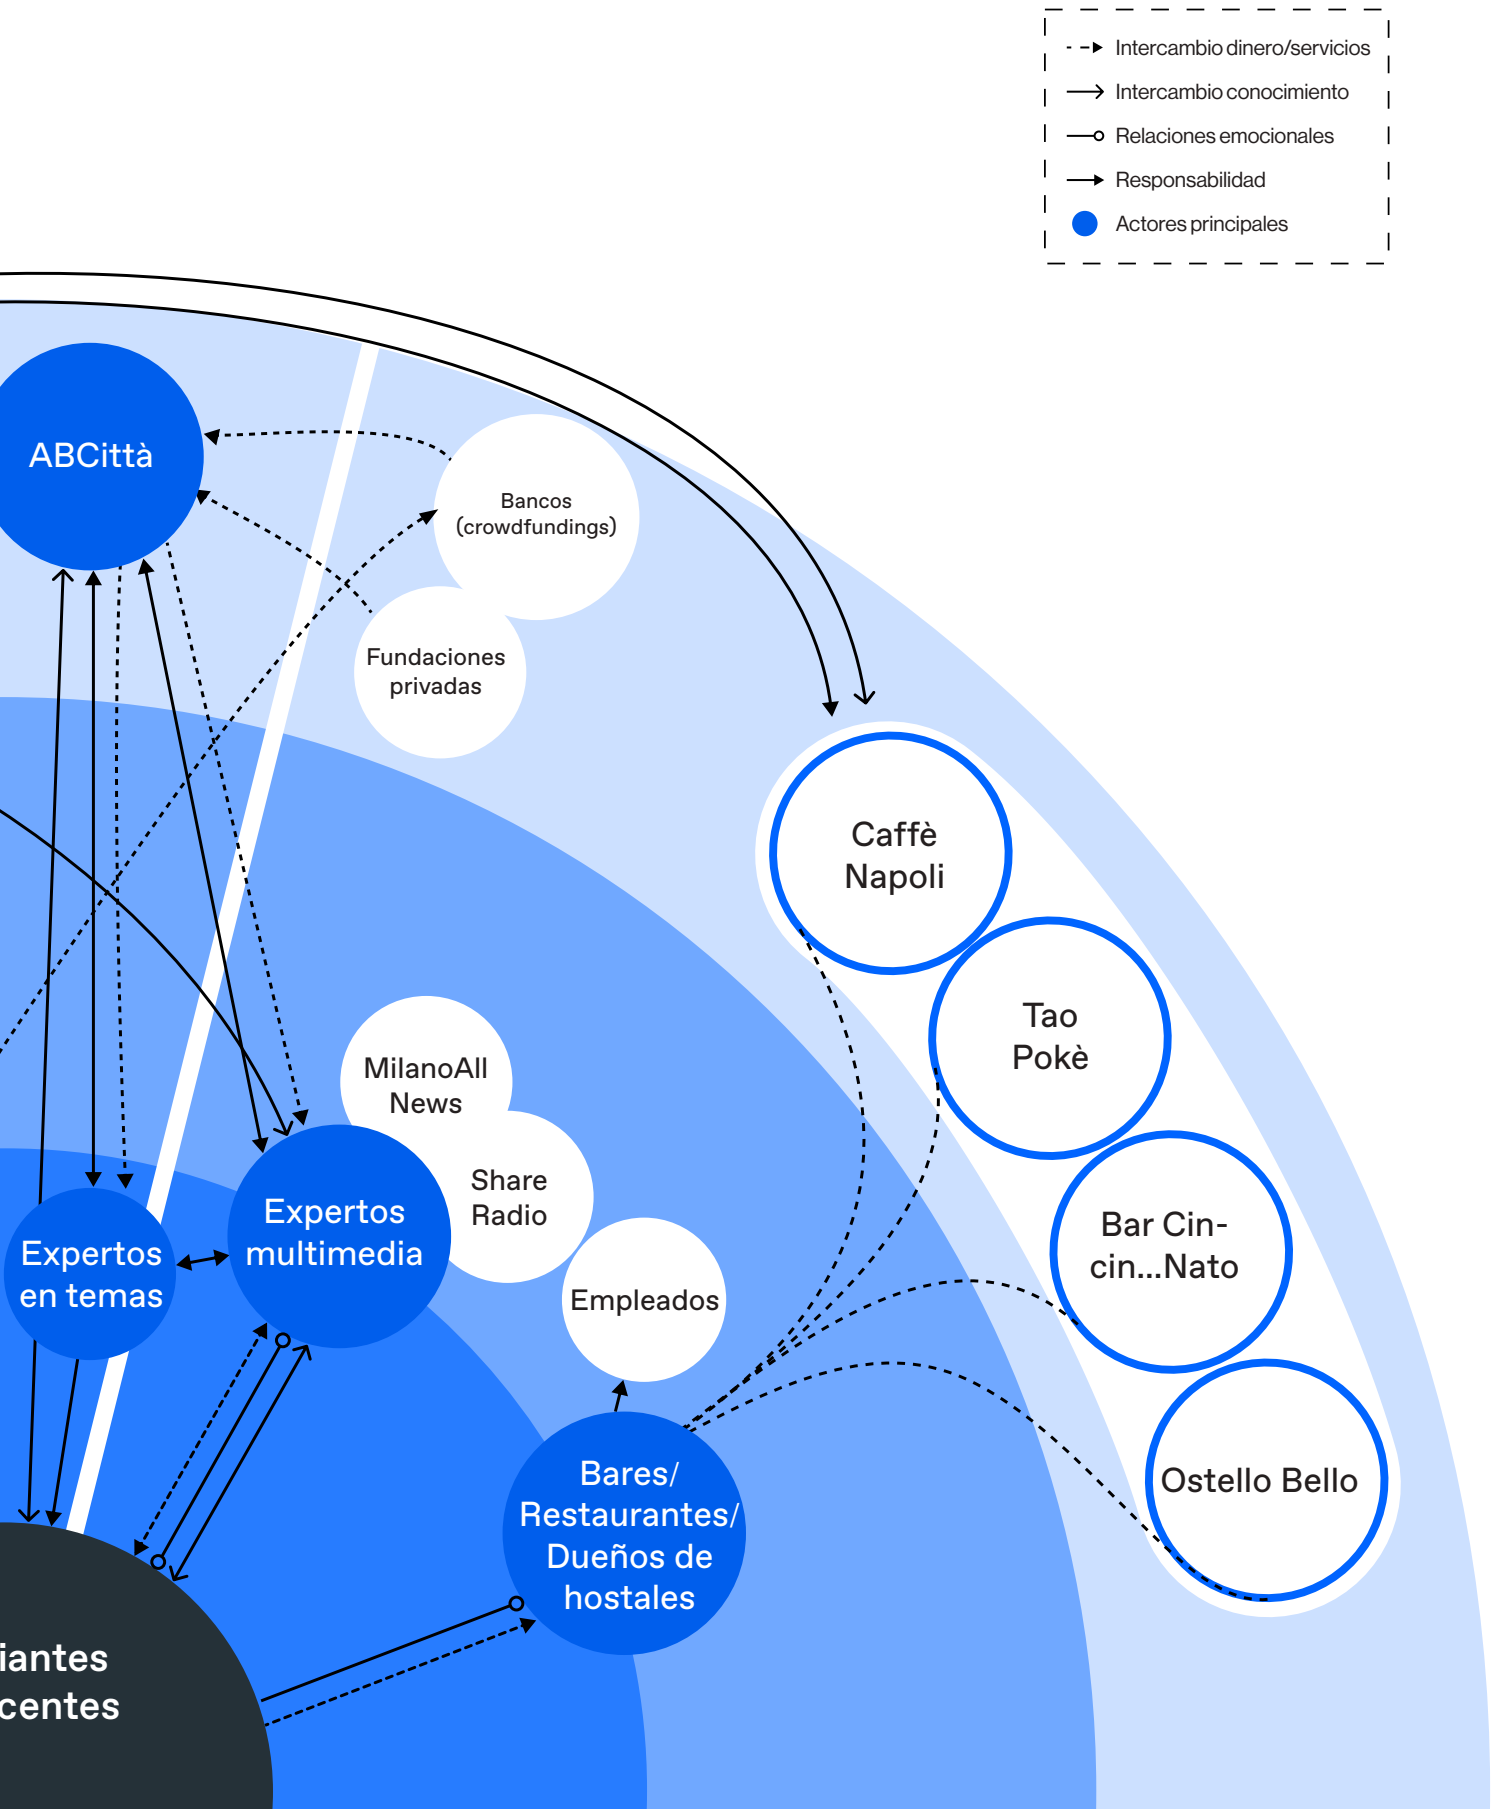 Intercambio dinero/servicios
Intercambio conocimiento
Relaciones emocionales
Responsabilidad
Actores principales
ABCittà
Bancos
(crowdfundings)
Fundaciones
privadas
Caffè
Napoli
Tao
Pokè
MilanoAll
News
Share
Radio
Expertos
multimedia
Expertos
en temas
Bar Cin-
cin...Nato
Empleados
Ostello Bello
Bares/
Restaurantes/
Dueños de
hostales
iantes
centes